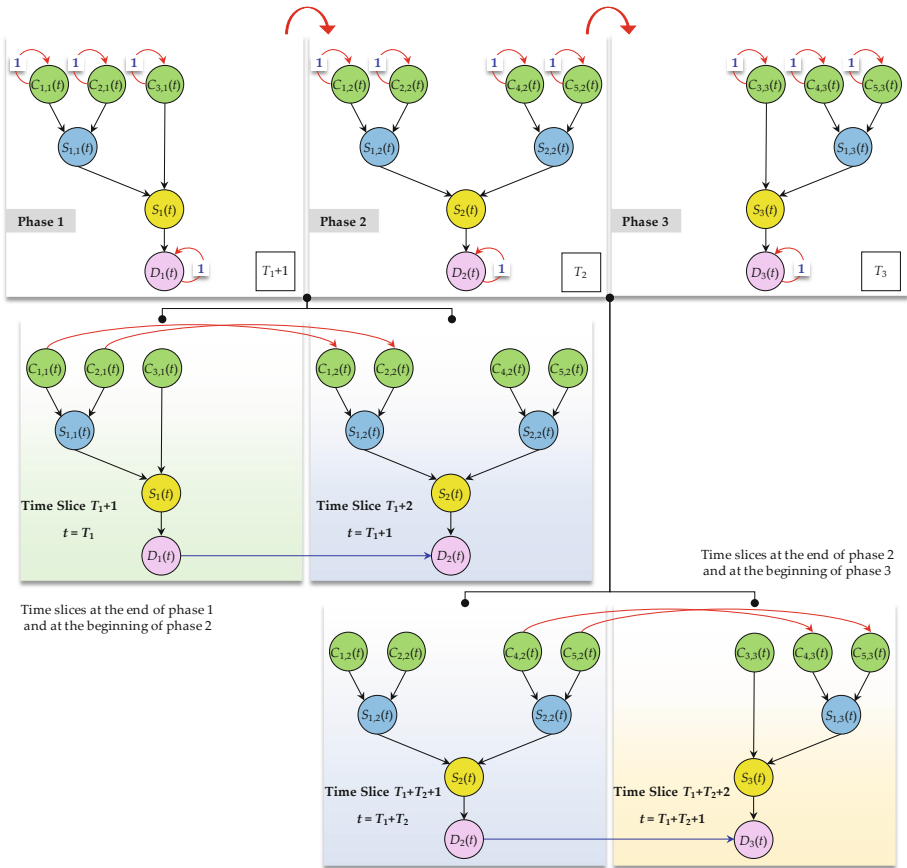 1 1 1 1 1 1 1 1 1 1
C1,1(t) C2,1(t) C3,1(t) C1,2(t) C2,2(t) C4,2(t) C5,2(t) C3,3(t) C4,3(t) C5,3(t)
S1,1(t) S1,2(t) S2,2(t) S1,3(t)
S1(t) S2(t) S3(t)
Phase 1 Phase 2 Phase 3
D1(t) 1 T1+1 D2(t) 1 T2 D3(t) 1 T3
C1,1(t) C2,1(t) C3,1(t) C1,2(t) C2,2(t) C4,2(t) C5,2(t)
S1,1(t) S1,2(t) S2,2(t)
S1(t) S2(t)
Time Slice T1+1 Time Slice T1+2
t = T1 t = T1+1
D1(t) D2(t)
Time slices at the end of phase 2
and at the beginning of phase 3
Time slices at the end of phase 1
and at the beginning of phase 2
C1,2(t) C2,2(t) C4,2(t) C5,2(t) C3,3(t) C4,3(t) C5,3(t)
S1,2(t) S2,2(t) S1,3(t)
S2(t) S3(t)
Time Slice T1+T2+1 Time Slice T1+T2+2
t = T1+T2 t = T1+T2+1
D2(t) D3(t)